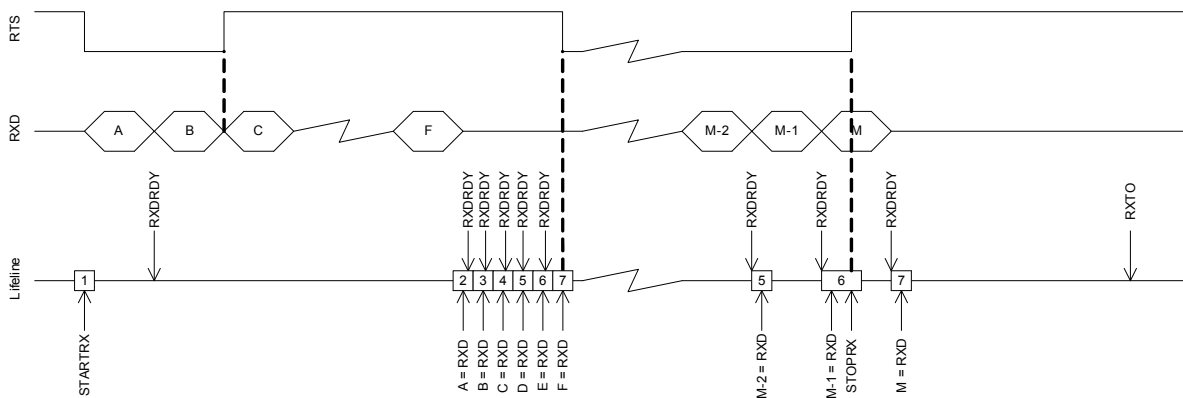 RTS
RXD
A
B
C
F
M-2
M-1
M
Lifeline
RXDRDY
RXDRDY
RXDRDY
RXDRDY
RXDRDY
RXDRDY
RXDRDY
RXDRDY
RXDRDY
RXTO
1
2
3
4
5
6
7
5
6
7
STARTRX
A = RXD
B = RXD
C = RXD
D = RXD
E = RXD
F = RXD
M-2 = RXD
M-1 = RXD
STOPRX
M = RXD